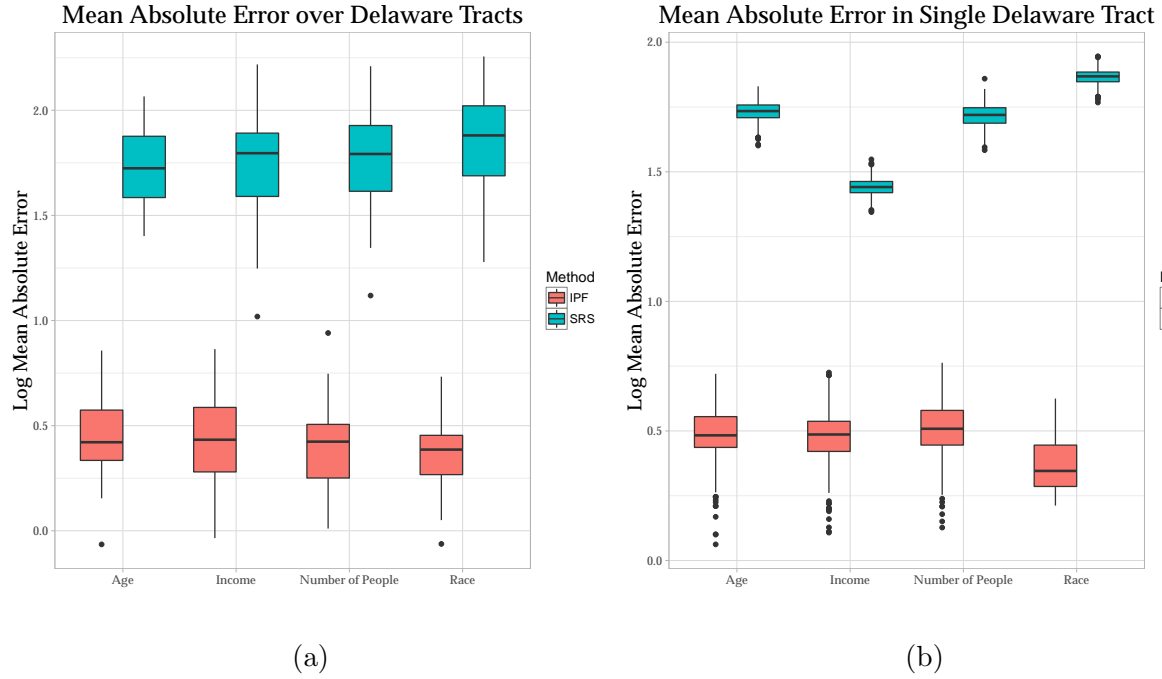 Mean Absolute Error over Delaware Tracts
Log Mean Absolute Error
2.0
1.5
1.0
0.5
0.0
Age Income Number of People Race
Method
IPF
SRS
(a)
Mean Absolute Error in Single Delaware Tract
Log Mean Absolute Error
2.0
1.5
1.0
0.5
0.0
Age Income Number of People Race
(b)